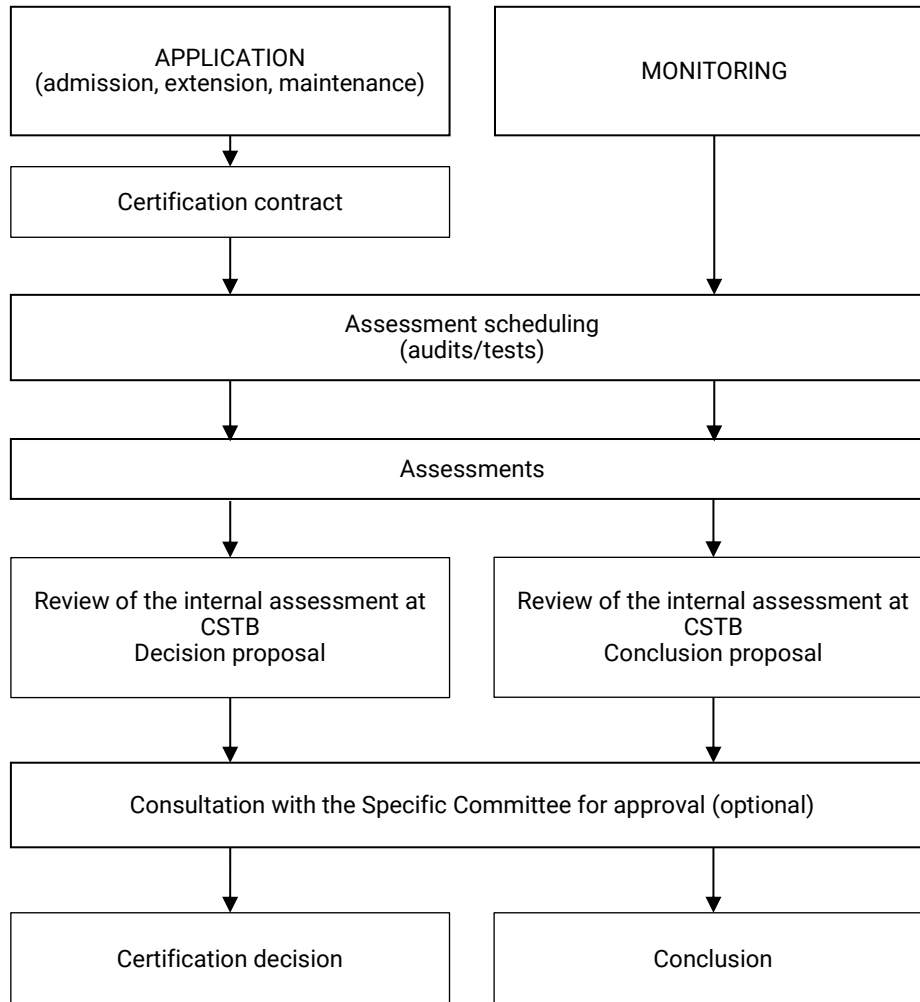 APPLICATION
(admission, extension, maintenance)
MONITORING
Certification contract
Assessment scheduling
(audits/tests)
Assessments
Review of the internal assessment at
CSTB
Decision proposal
Review of the internal assessment at
CSTB
Conclusion proposal
Consultation with the Specific Committee for approval (optional)
Certification decision
Conclusion